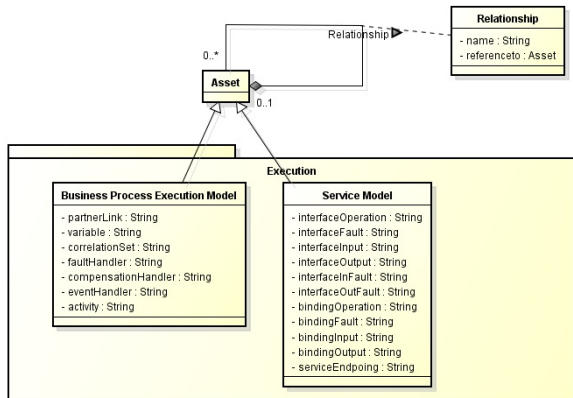 Relationship
- name : String
- referenceto : Asset
Relationship
0..*
Asset
0..1
Execution
Business Process Execution Model
- partnerLink : String
- variable : String
- correlationSet : String
- faultHandler : String
- compensationHandler : String
- eventHandler : String
- activity : String
Service Model
- interfaceOperation : String
- interfaceFault : String
- interfaceInput : String
- interfaceOutput : String
- interfaceInFault : String
- interfaceOutFault : String
- bindingOperation : String
- bindingFault : String
- bindingInput : String
- bindingOutput : String
- serviceEndpoing : String